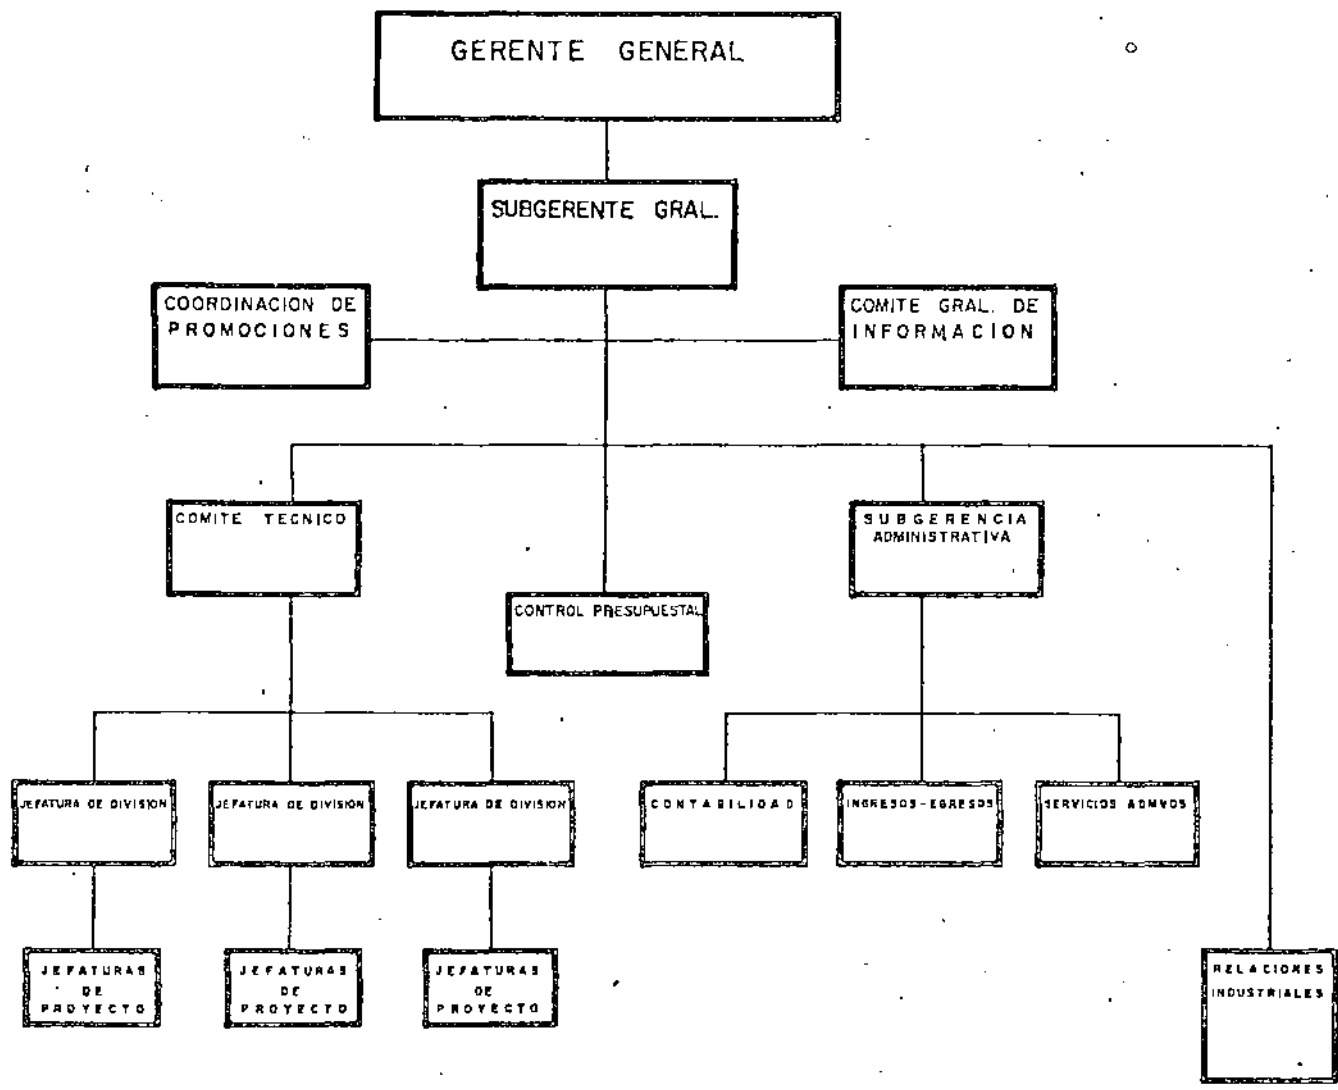 GERENTE GENERAL
SUBGERENTE GRAL.
COORDINACION DE
PROMOCIONES
COMITE GRAL. DE
INFORMACION
COMITE TECNICO
SUBGERENCIA
ADMINISTRATIVA
CONTROL PRESUPUESTAL
JEFATURA DE DIVISION
JEFATURA DE DIVISION
JEFATURA DE DIVISION
CONTABILIDAD
INGRESOS-EGRESOS
SERVICIOS ADMVOS
JEFATURAS
DE
PROYECTO
JEFATURAS
DE
PROYECTO
JEFATURAS
DE
PROYECTO
RELACIONES
INDUSTRIALES